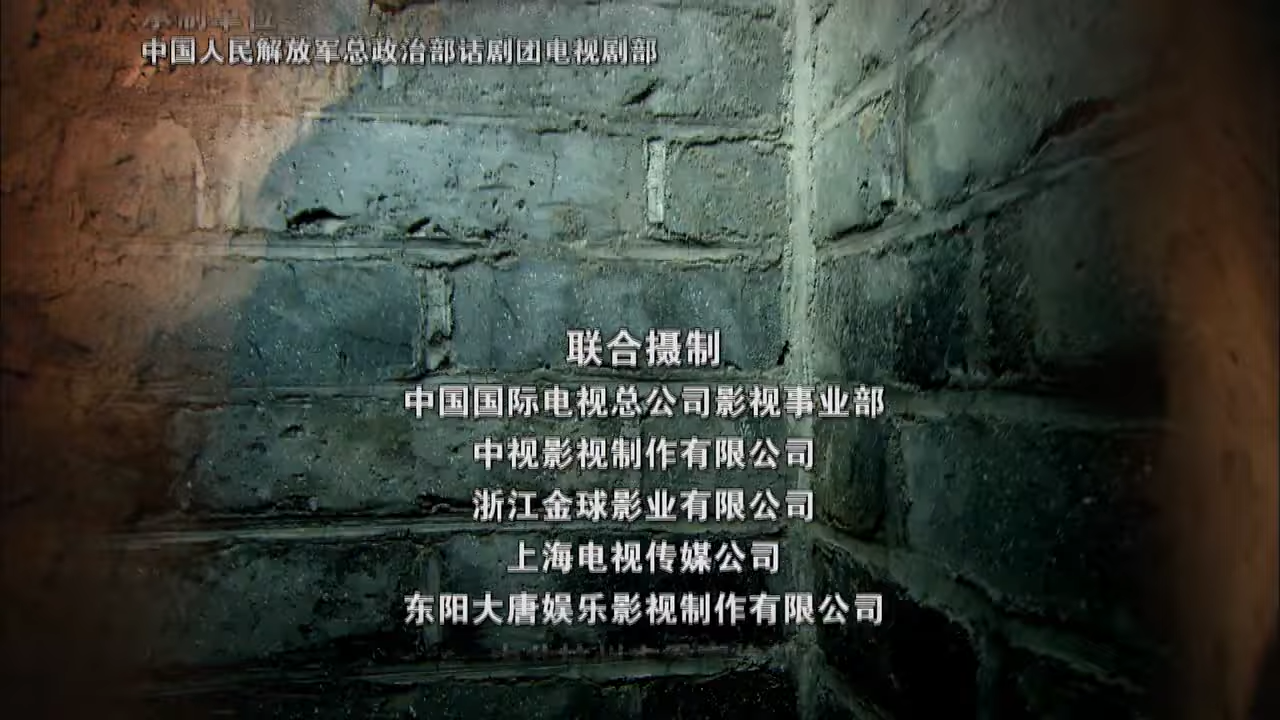 承制单位
中国人民解放军总政治部话剧团电视剧部
联合摄制
中国国际电视总公司影视事业部
中视影视制作有限公司
浙江金球影业有限公司
上海电视传媒公司
东阳大唐娱乐影视制作有限公司